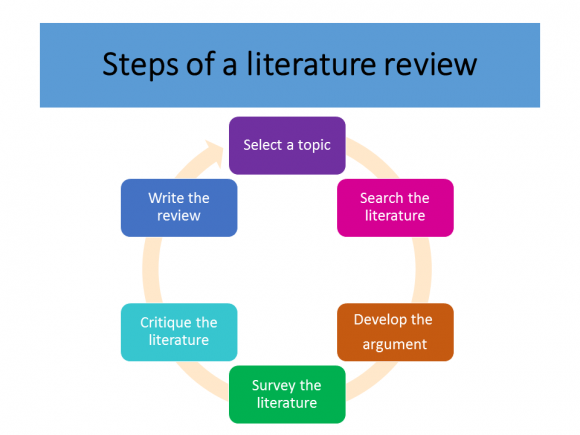 Steps of a literature review
Select a topic
Search the
literature
Develop the
argument
Survey the
literature
Critique the
literature
Write the
review